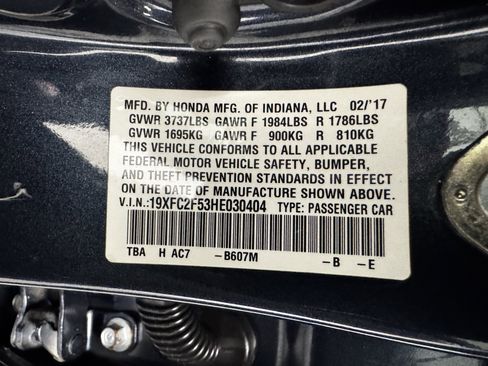 MFD. BY HONDA MFG. OF INDIANA, LLC 02/'17
GVWR 3737LBS GAWR F 1984LBS R 1786LBS
GVWR 1695KG GAWR F 900KG R 810KG
THIS VEHICLE CONFORMS TO ALL APPLICABLE
FEDERAL MOTOR VEHICLE SAFETY, BUMPER,
AND THEFT PREVENTION STANDARDS IN EFFECT
ON THE DATE OF MANUFACTURE SHOWN ABOVE.
V.I.N.:19XFC2F53HE030404 TYPE: PASSENGER CAR
TBA H AC7 -B607M -B -E